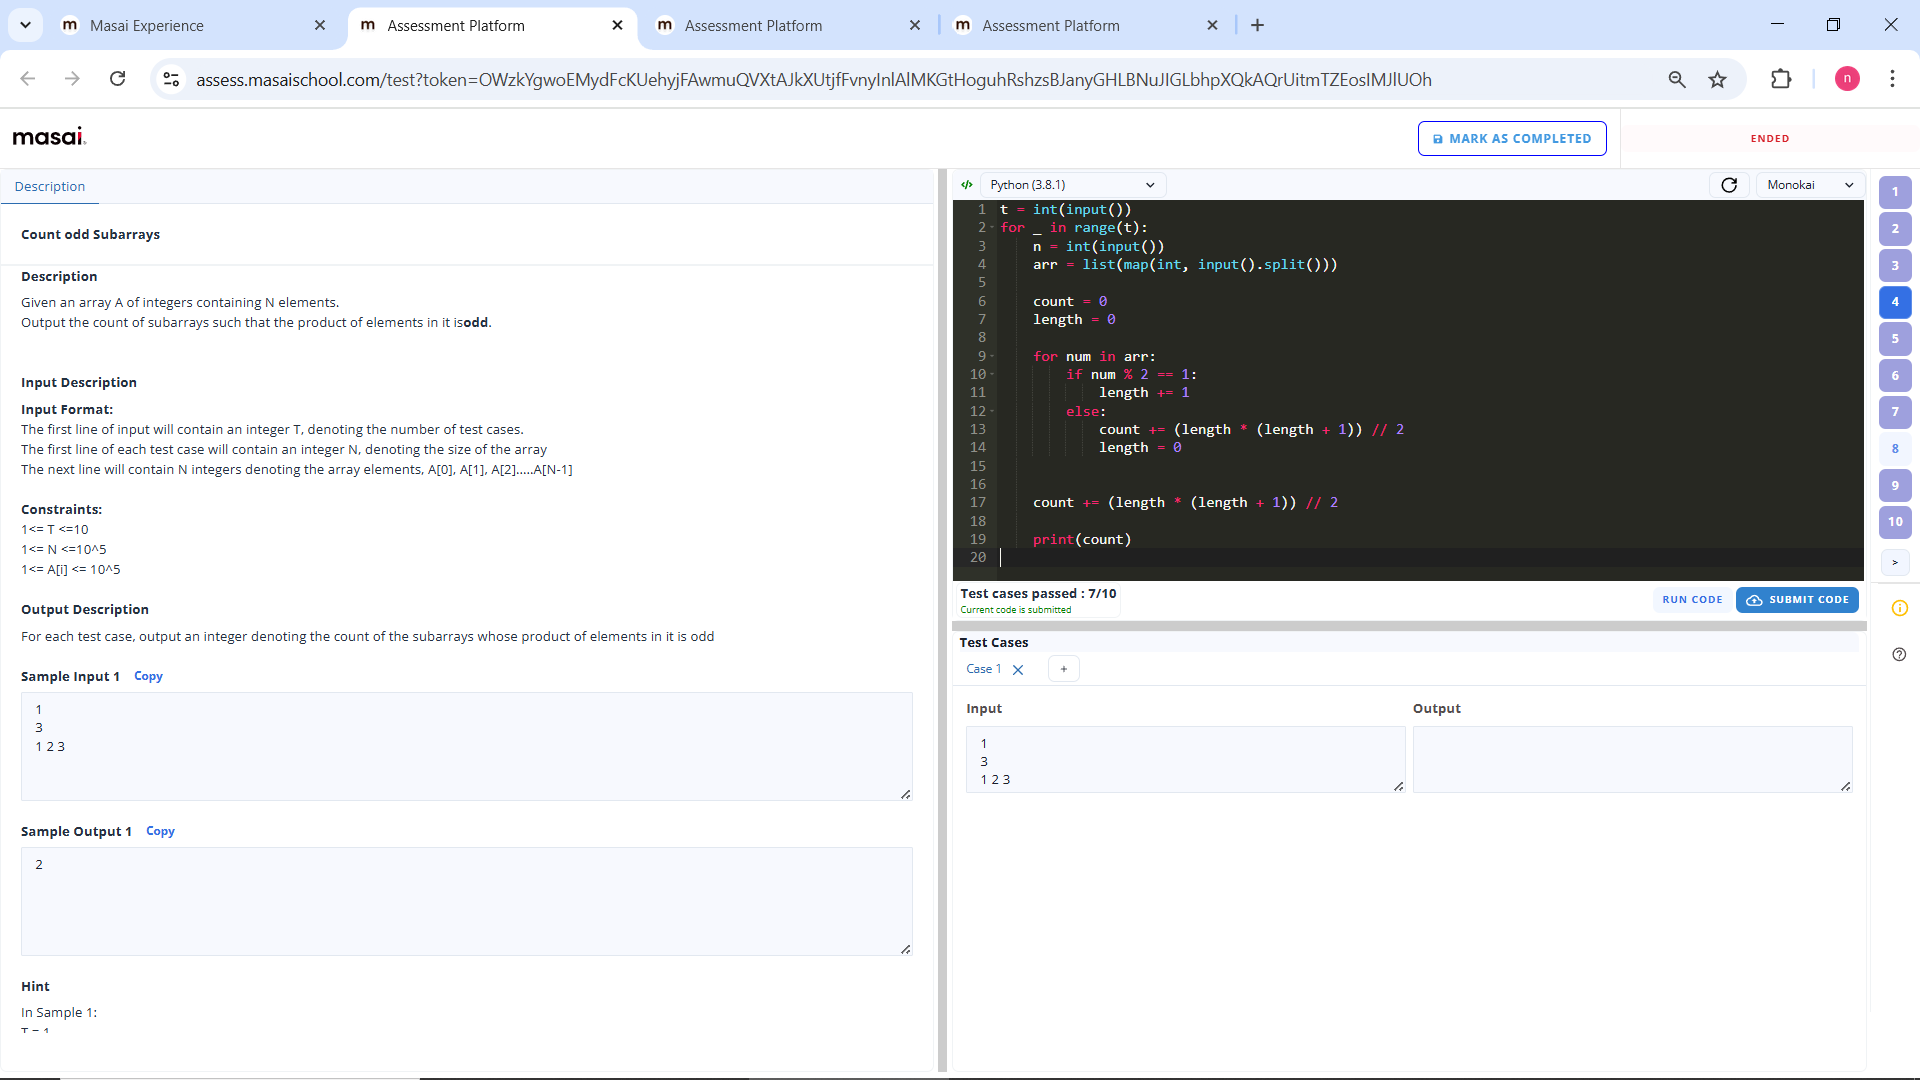 m Masai Experience
m Assessment Platform
m Assessment Platform
m Assessment Platform
assess.masaischool.com/test?token=OWzkYgwoEMydFcKUehyjFAwmuQVXtAJkXUtjfFvnyInlAlMKGtHoguhRshzsBJanyGHLBNuJIGLbhpXQkAQrUitmTZEosIMJlUOh
n
masai.
MARK AS COMPLETED
ENDED
Description
Count odd Subarrays
Description
Given an array A of integers containing N elements.
Output the count of subarrays such that the product of elements in it isodd.
Input Description
Input Format:
The first line of input will contain an integer T, denoting the number of test cases.
The first line of each test case will contain an integer N, denoting the size of the array
The next line will contain N integers denoting the array elements, A[0], A[1], A[2].....A[N-1]
Constraints:
1<= T <=10
1<= N <=10^5
1<= A[i] <= 10^5
Output Description
For each test case, output an integer denoting the count of the subarrays whose product of elements in it is odd
Sample Input 1 Copy
1
3
1 2 3
Sample Output 1 Copy
2
Hint
In Sample 1:
T = 1
Python (3.8.1)
Monokai
1 t = int(input())
2 for _ in range(t):
3 n = int(input())
4 arr = list(map(int, input().split()))
5
6 count = 0
7 length = 0
8
9 for num in arr:
10 if num % 2 == 1:
11 length += 1
12 else:
13 count += (length * (length + 1)) // 2
14 length = 0
15
16
17 count += (length * (length + 1)) // 2
18
19 print(count)
20
Test cases passed : 7/10
Current code is submitted
RUN CODE
SUBMIT CODE
Test Cases
Case 1
+
Input
1
3
1 2 3
Output
1
2
3
4
5
6
7
8
9
10
>